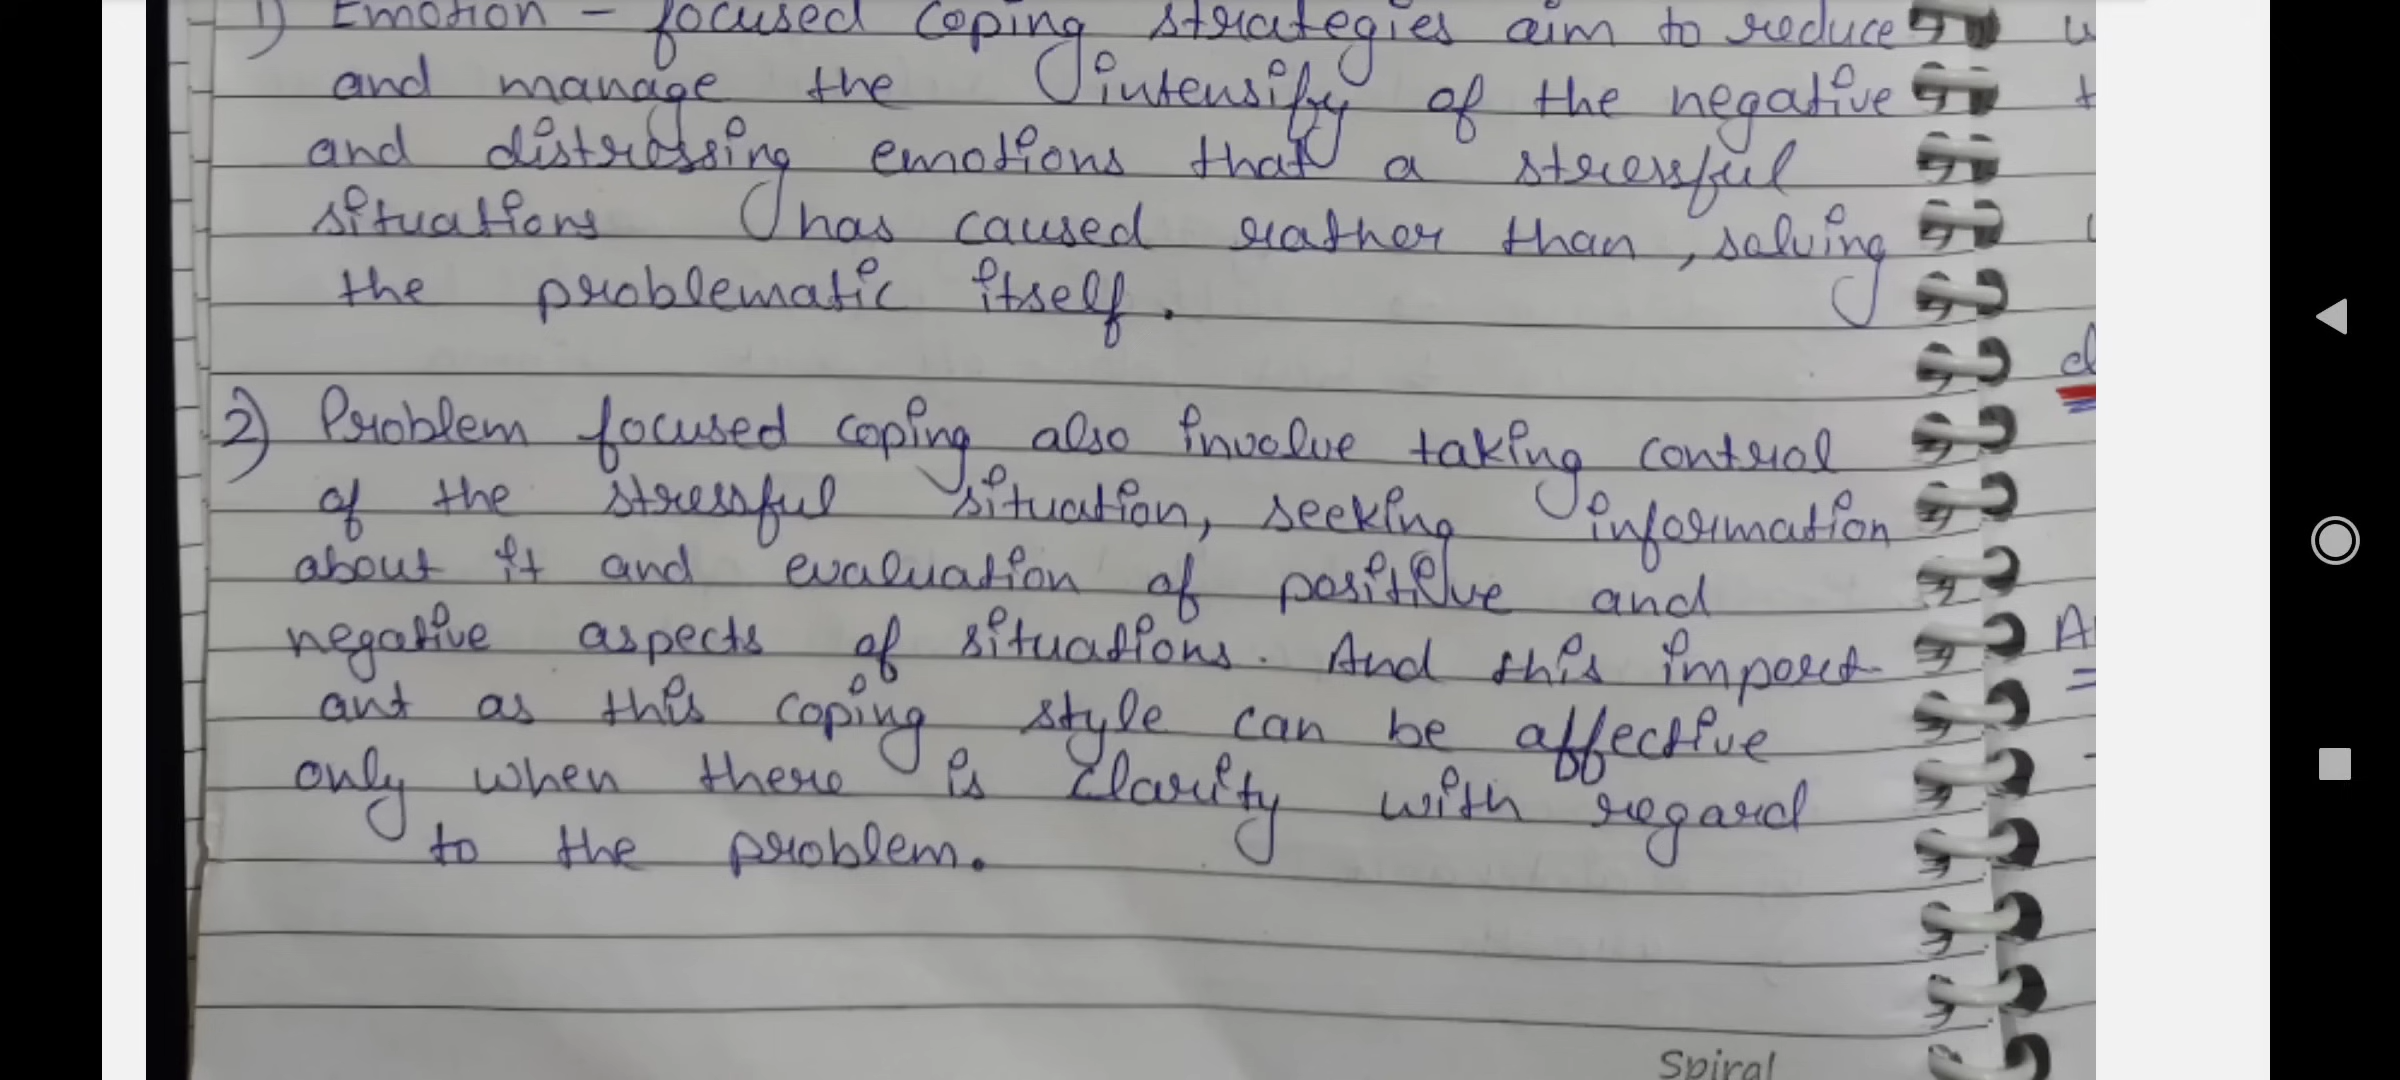 1) Emotion - focused coping strategies aim to reduce
and manage the intensify of the negative
and distressing emotions that a stressful
situations has caused rather than, solving
the problematic itself.
2) Problem focused coping also involve taking control
of the stressful situation, seeking information
about it and evaluation of positive and
negative aspects of situations. And this import-
ant as this coping style can be affective
only when there is clarity with regard
to the problem.
Spiral